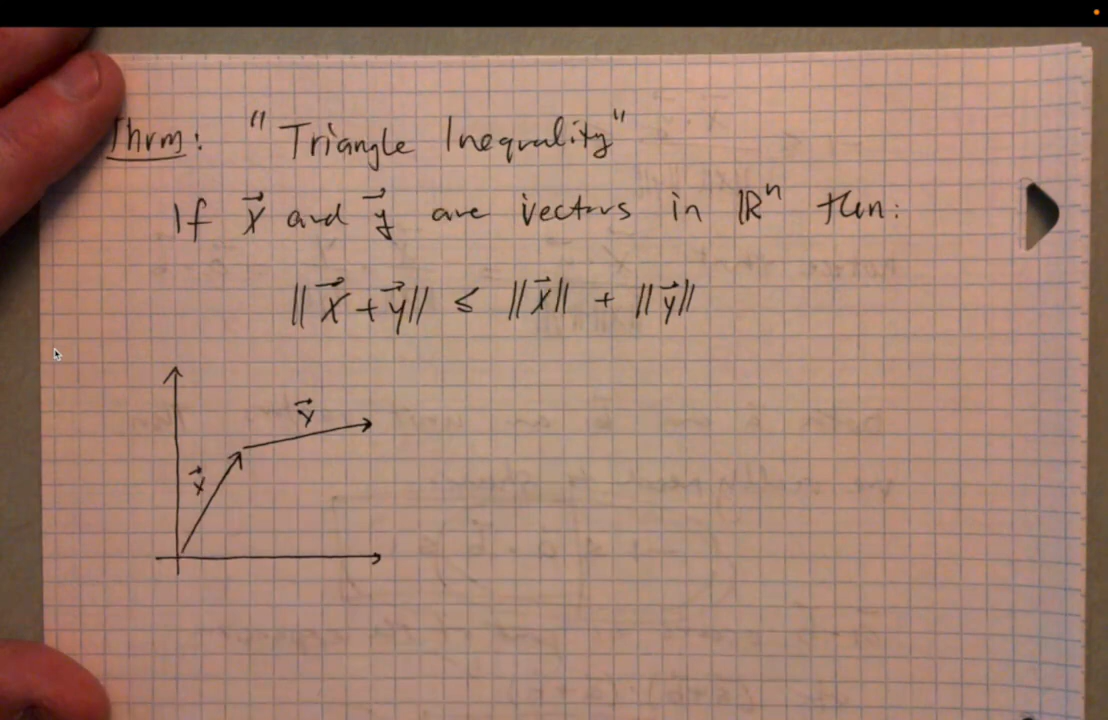 Thrm: "Triangle Inequality"
If x⃗ and y⃗ are vectors in ℝⁿ then:
||x⃗+y⃗|| ≤ ||x⃗|| + ||y⃗||
y⃗
x⃗